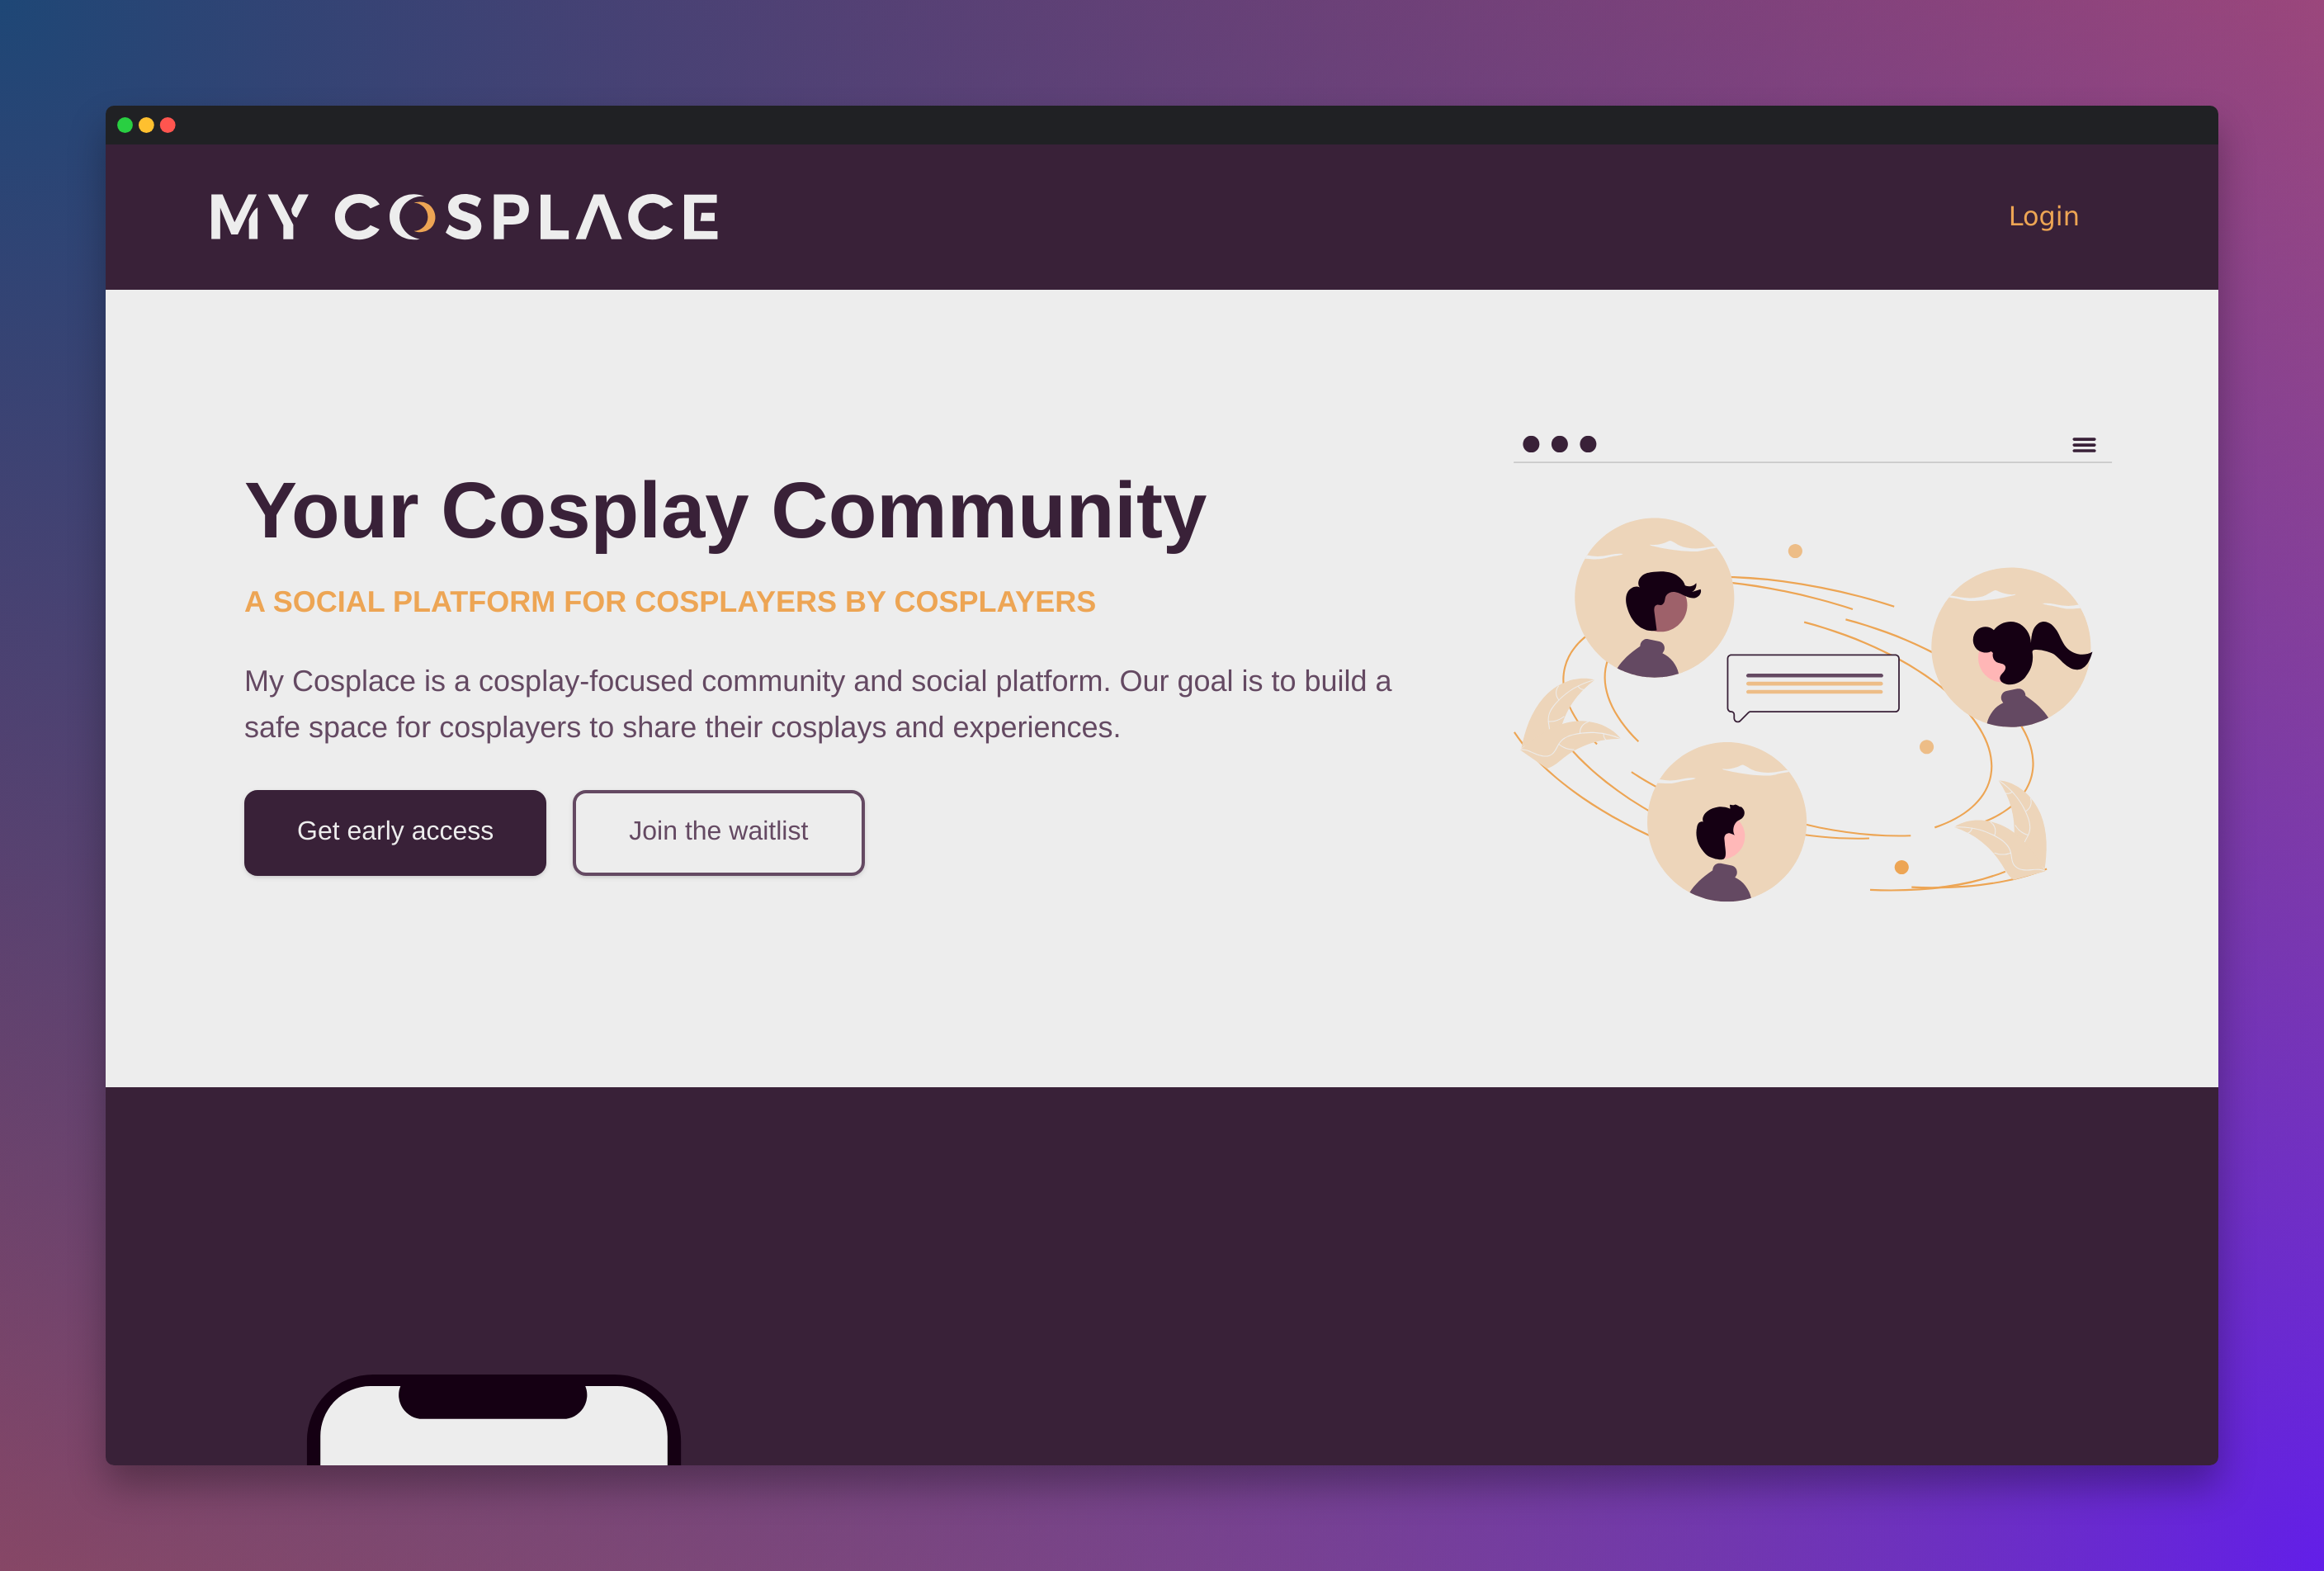 MY COSPLACE
Login
Your Cosplay Community
A SOCIAL PLATFORM FOR COSPLAYERS BY COSPLAYERS
My Cosplace is a cosplay-focused community and social platform. Our goal is to build a
safe space for cosplayers to share their cosplays and experiences.
Get early access
Join the waitlist